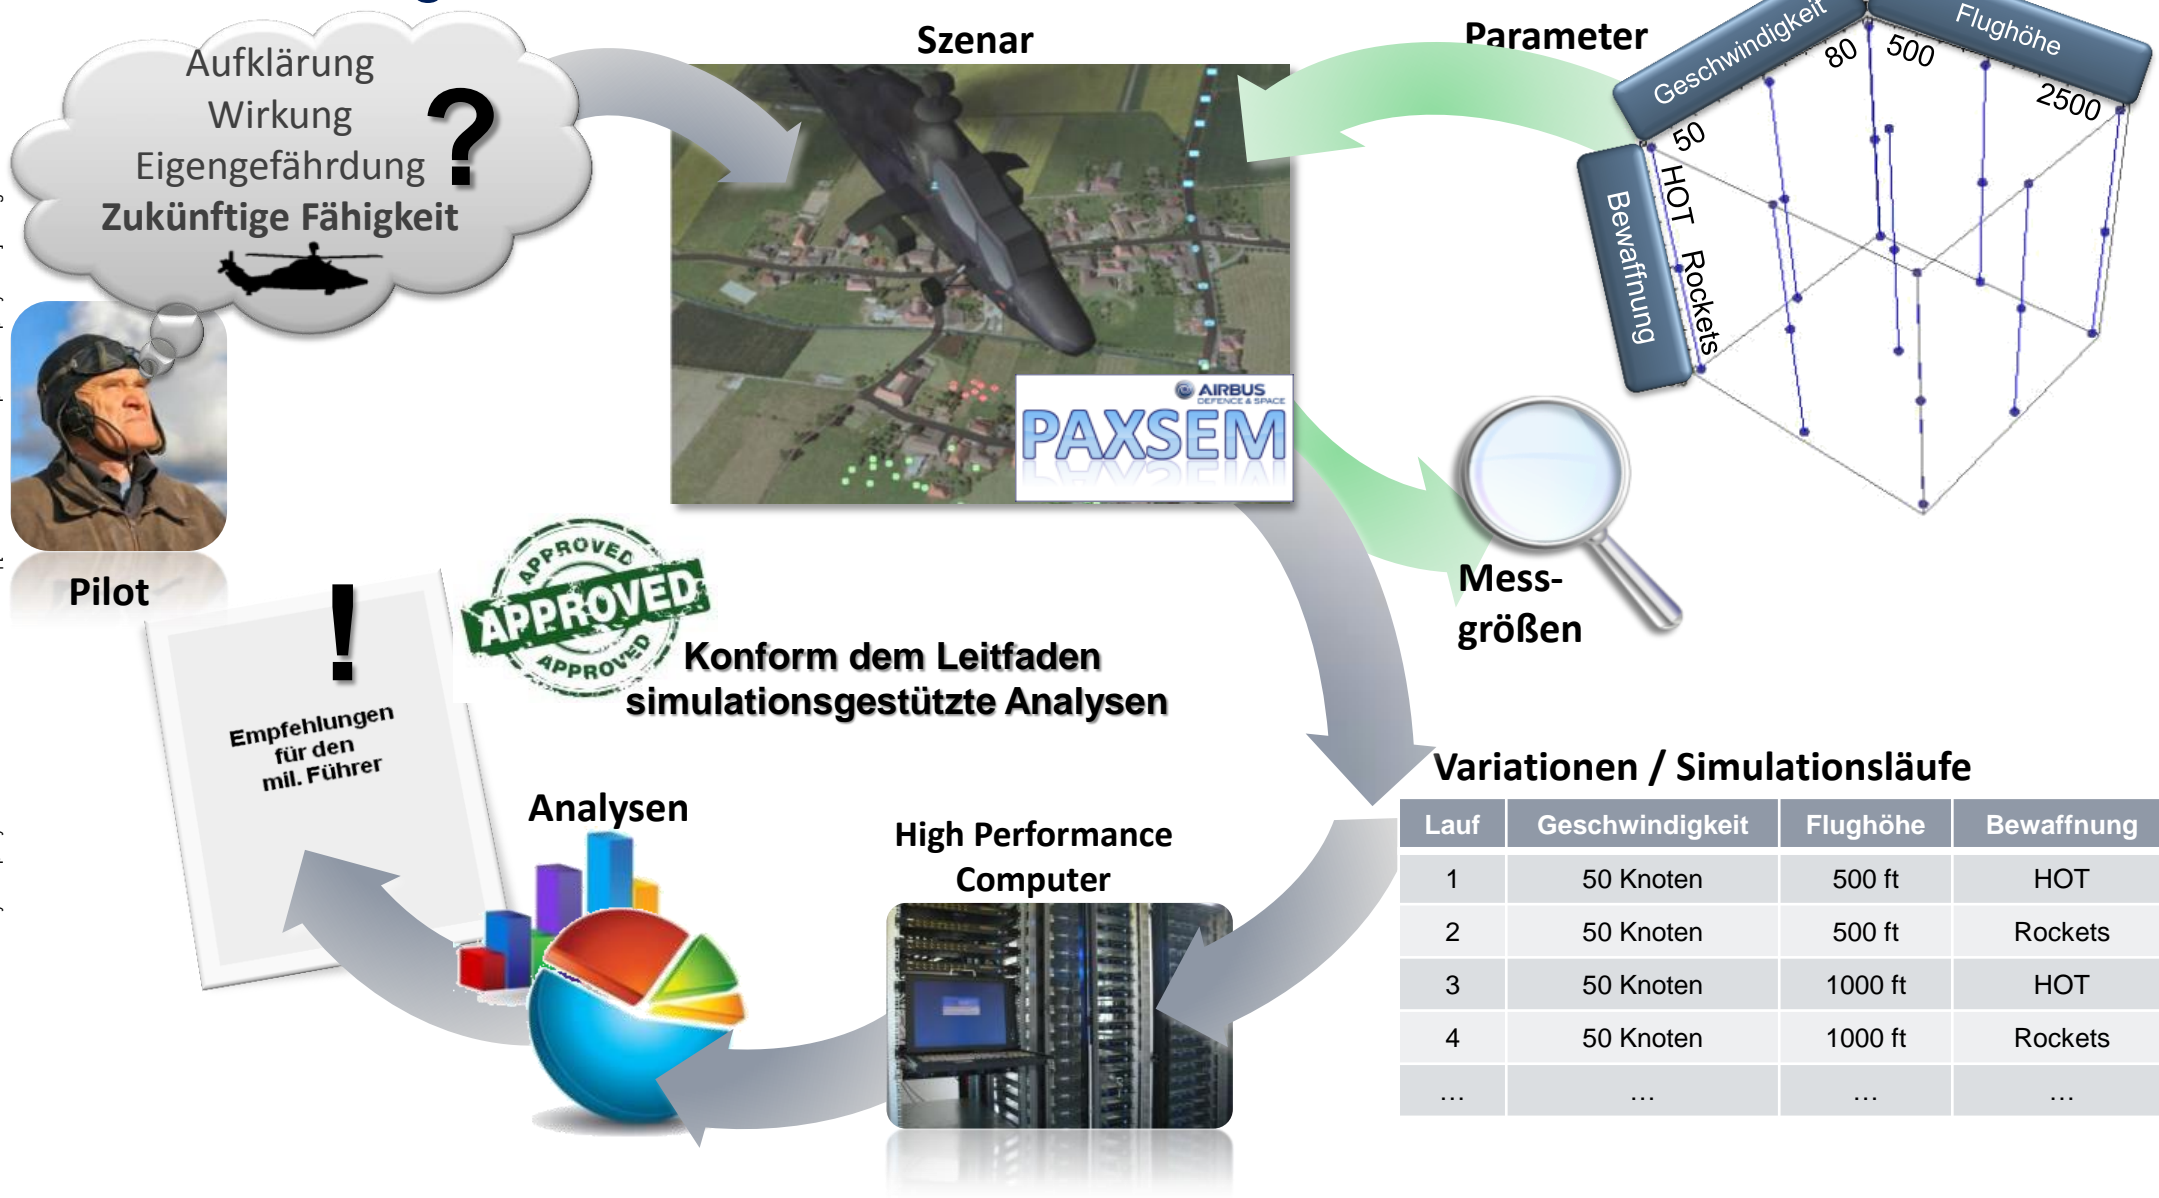 Aufklärung
Wirkung
Eigengefährdung
Zukünftige Fähigkeit
?
Pilot
Szenar
AIRBUS
DEFENCE & SPACE
PAXSEM
Parameter
Geschwindigkeit
50
80
Flughöhe
500
2500
Bewaffnung
HOT
Rockets
Mess-
größen
APPROVED
APPROVED
APPROVED
Konform dem Leitfaden
simulationsgestützte Analysen
!
Empfehlungen
für den
mil. Führer
Analysen
High Performance
Computer
Variationen / Simulationsläufe
Lauf Geschwindigkeit Flughöhe Bewaffnung
1 50 Knoten 500 ft HOT
2 50 Knoten 500 ft Rockets
3 50 Knoten 1000 ft HOT
4 50 Knoten 1000 ft Rockets
… … … …